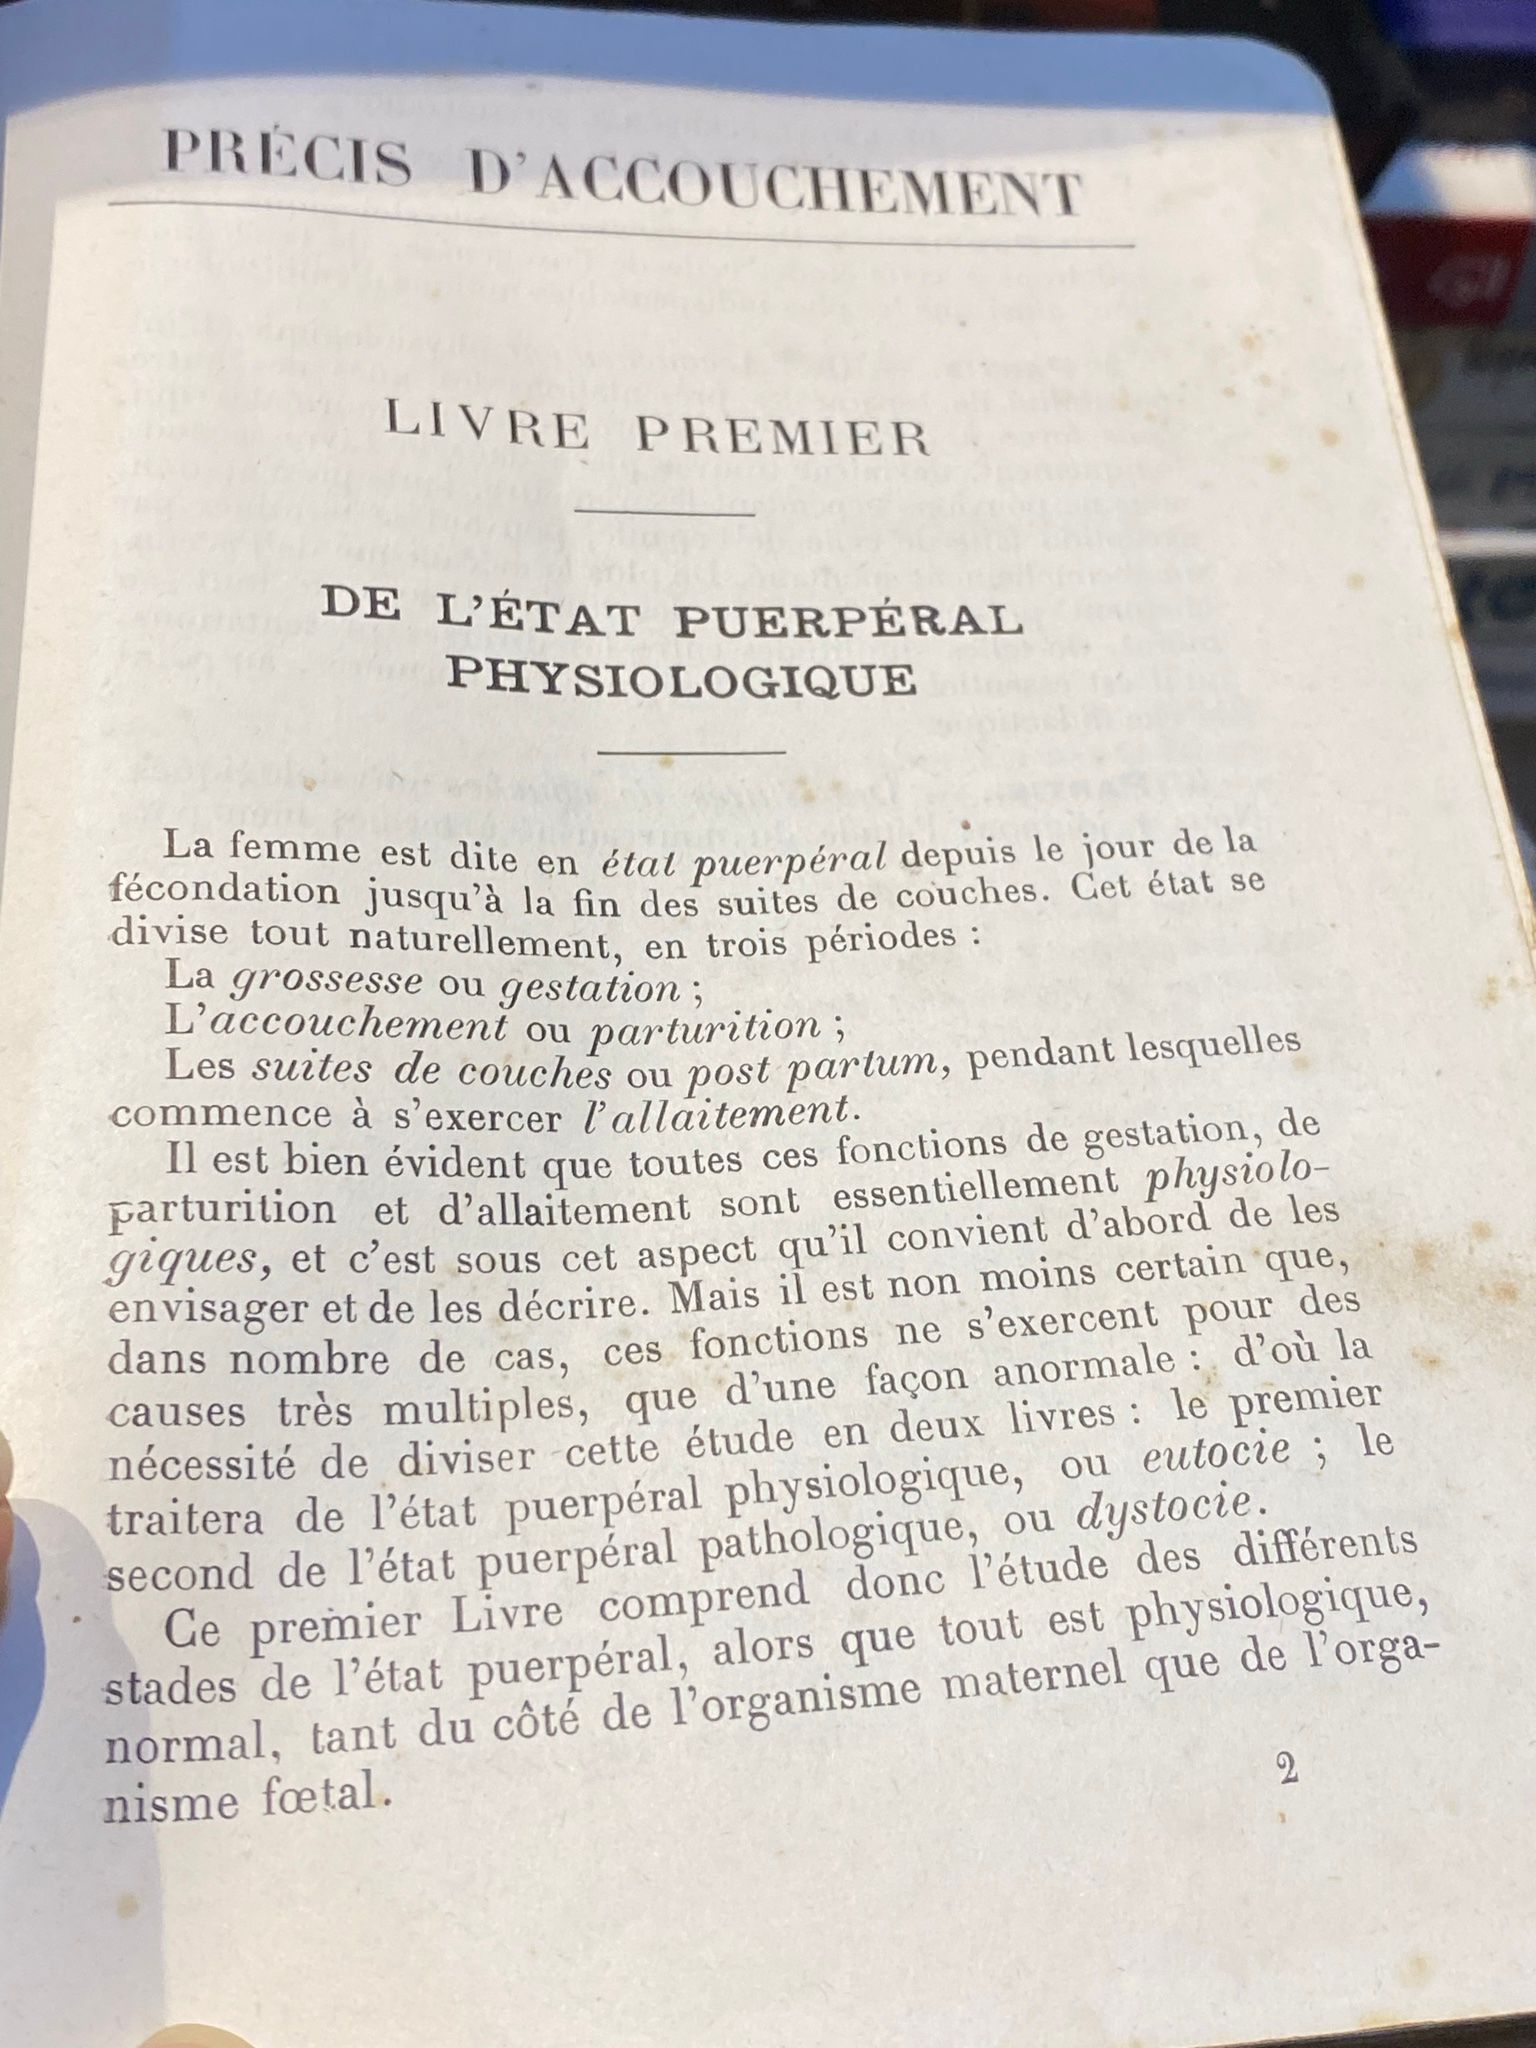 PRÉCIS D'ACCOUCHEMENT
LIVRE PREMIER
DE L'ÉTAT PUERPÉRAL
PHYSIOLOGIQUE
La femme est dite en état puerpéral depuis le jour de la
fécondation jusqu'à la fin des suites de couches. Cet état se
divise tout naturellement, en trois périodes :
La grossesse ou gestation ;
L'accouchement ou parturition ;
Les suites de couches ou post partum, pendant lesquelles
commence à s'exercer l'allaitement.
Il est bien évident que toutes ces fonctions de gestation, de
parturition et d'allaitement sont essentiellement physiolo-
giques, et c'est sous cet aspect qu'il convient d'abord de les
envisager et de les décrire. Mais il est non moins certain que,
dans nombre de cas, ces fonctions ne s'exercent pour des
causes très multiples, que d'une façon anormale : d'où la
nécessité de diviser cette étude en deux livres : le premier
traitera de l'état puerpéral physiologique, ou eutocie ; le
second de l'état puerpéral pathologique, ou dystocie.
Ce premier Livre comprend donc l'étude des différents
stades de l'état puerpéral, alors que tout est physiologique,
normal, tant du côté de l'organisme maternel que de l'orga-
nisme fœtal.
2